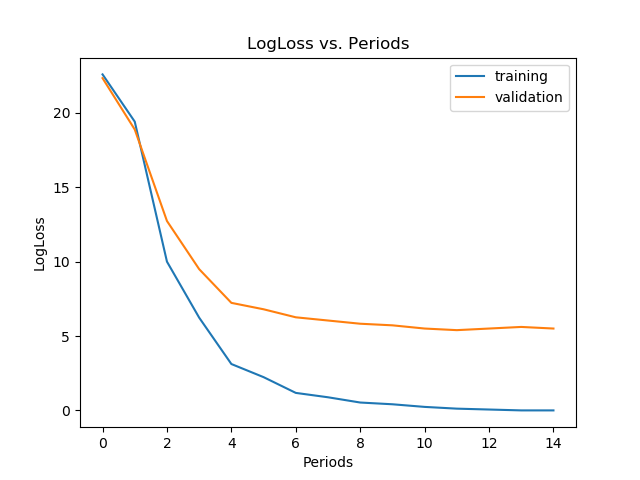 LogLoss vs. Periods
training
validation
LogLoss
20
15
10
5
0
0 2 4 6 8 10 12 14
Periods